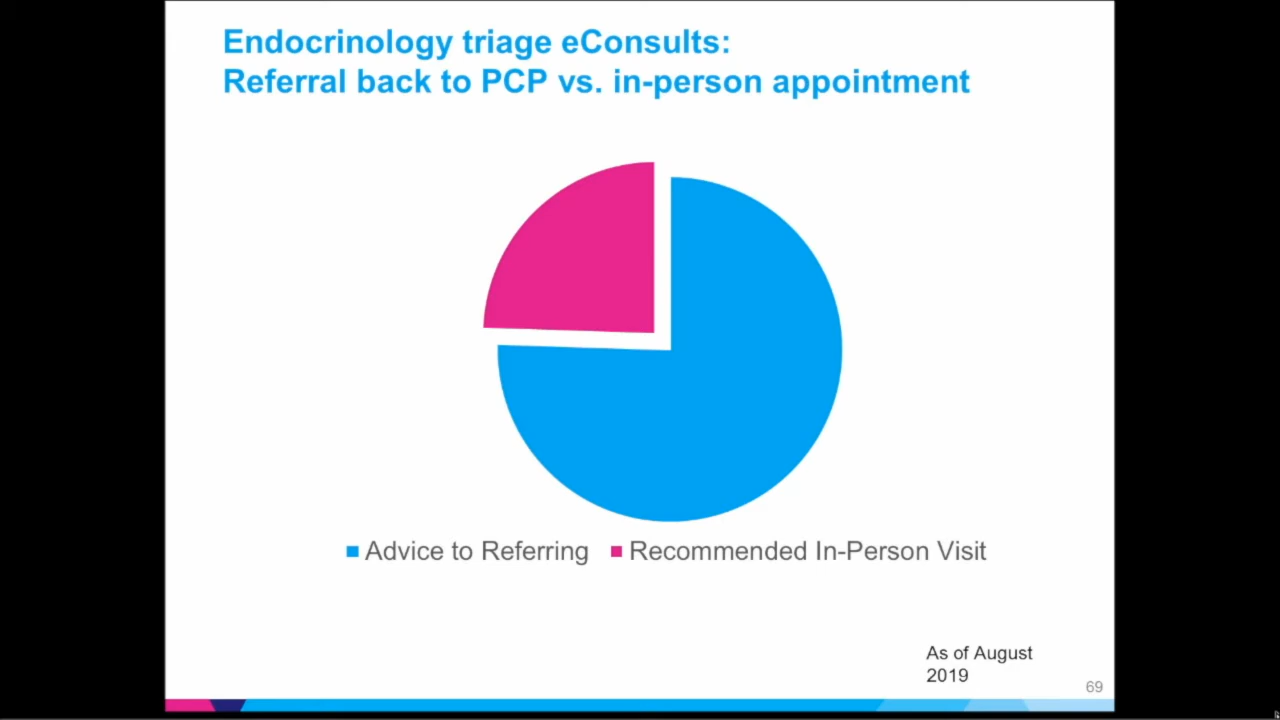 Endocrinology triage eConsults:
Referral back to PCP vs. in-person appointment
Advice to Referring
Recommended In-Person Visit
As of August
2019
69